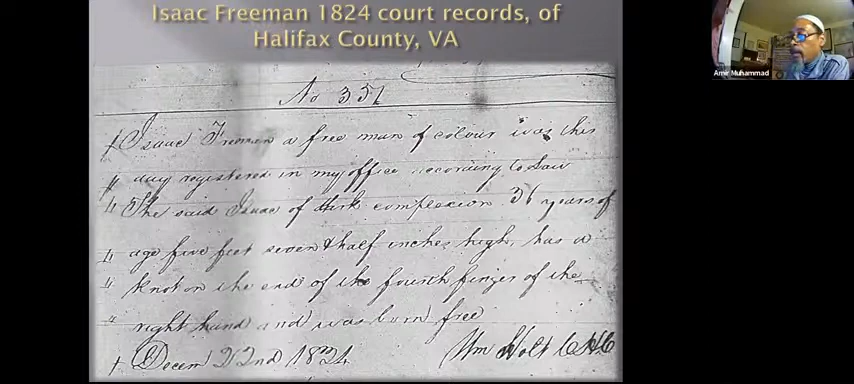 Isaac Freeman 1824 court records, of
Halifax County, VA
Amir Muhammad
No 351
Isaac Freeman a free man of colour was this
day registered in my office according to Law
The said Isaac of dark complexion 36 years of
age five feet seven & half inches high, has a
knot on the end of the fourth finger of the
right hand and was born free
Decem 22nd 1824 Wm Holt